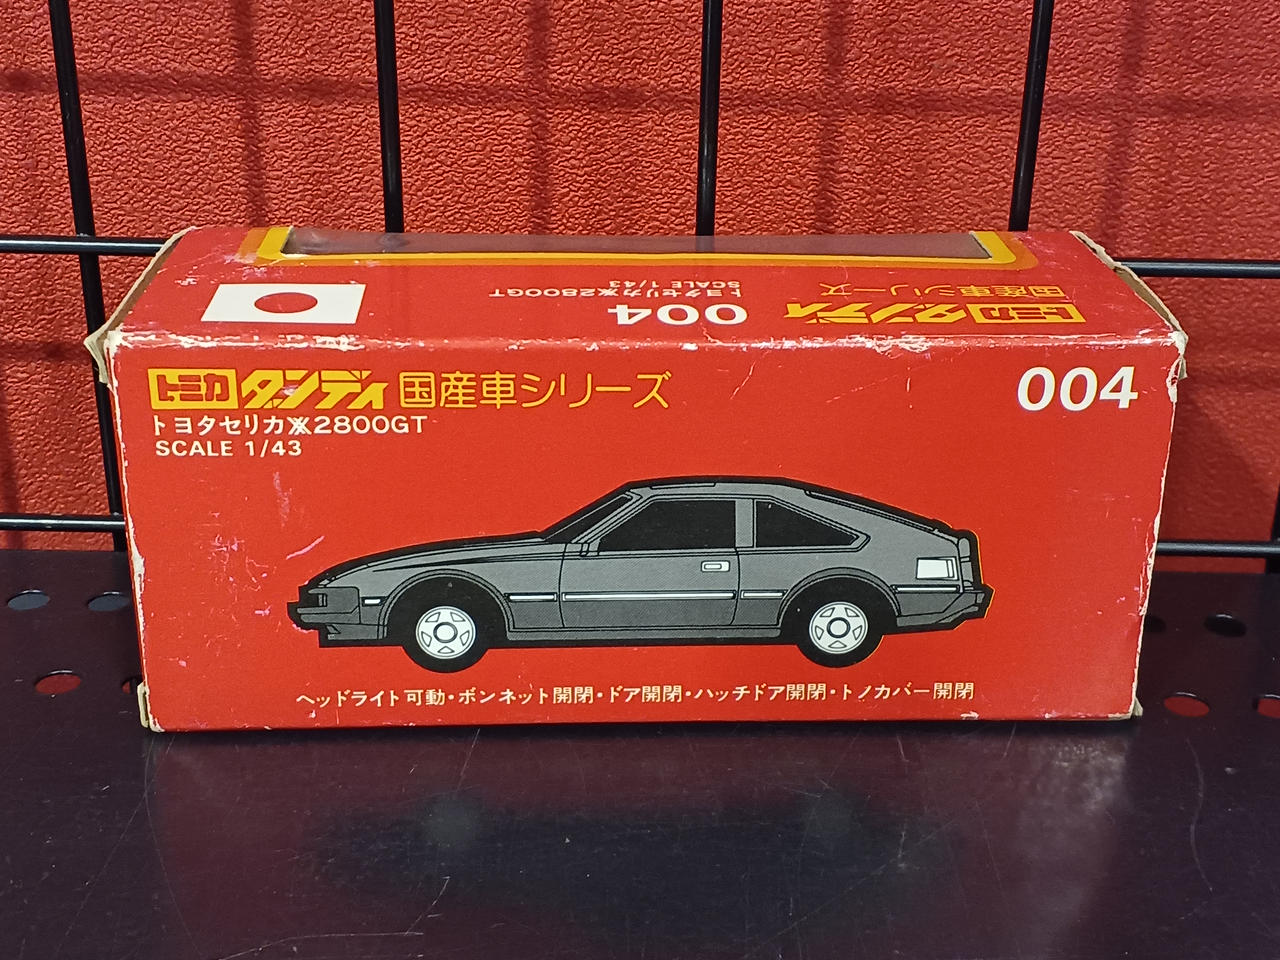 トミカ ダンディ 国産車シリーズ
004
トヨタセリカXX2800GT
SCALE 1/43
トミカ ダンディ 国産車シリーズ 004
トヨタセリカXX2800GT
SCALE 1/43
ヘッドライト可動・ボンネット開閉・ドア開閉・ハッチドア開閉・トノカバー開閉